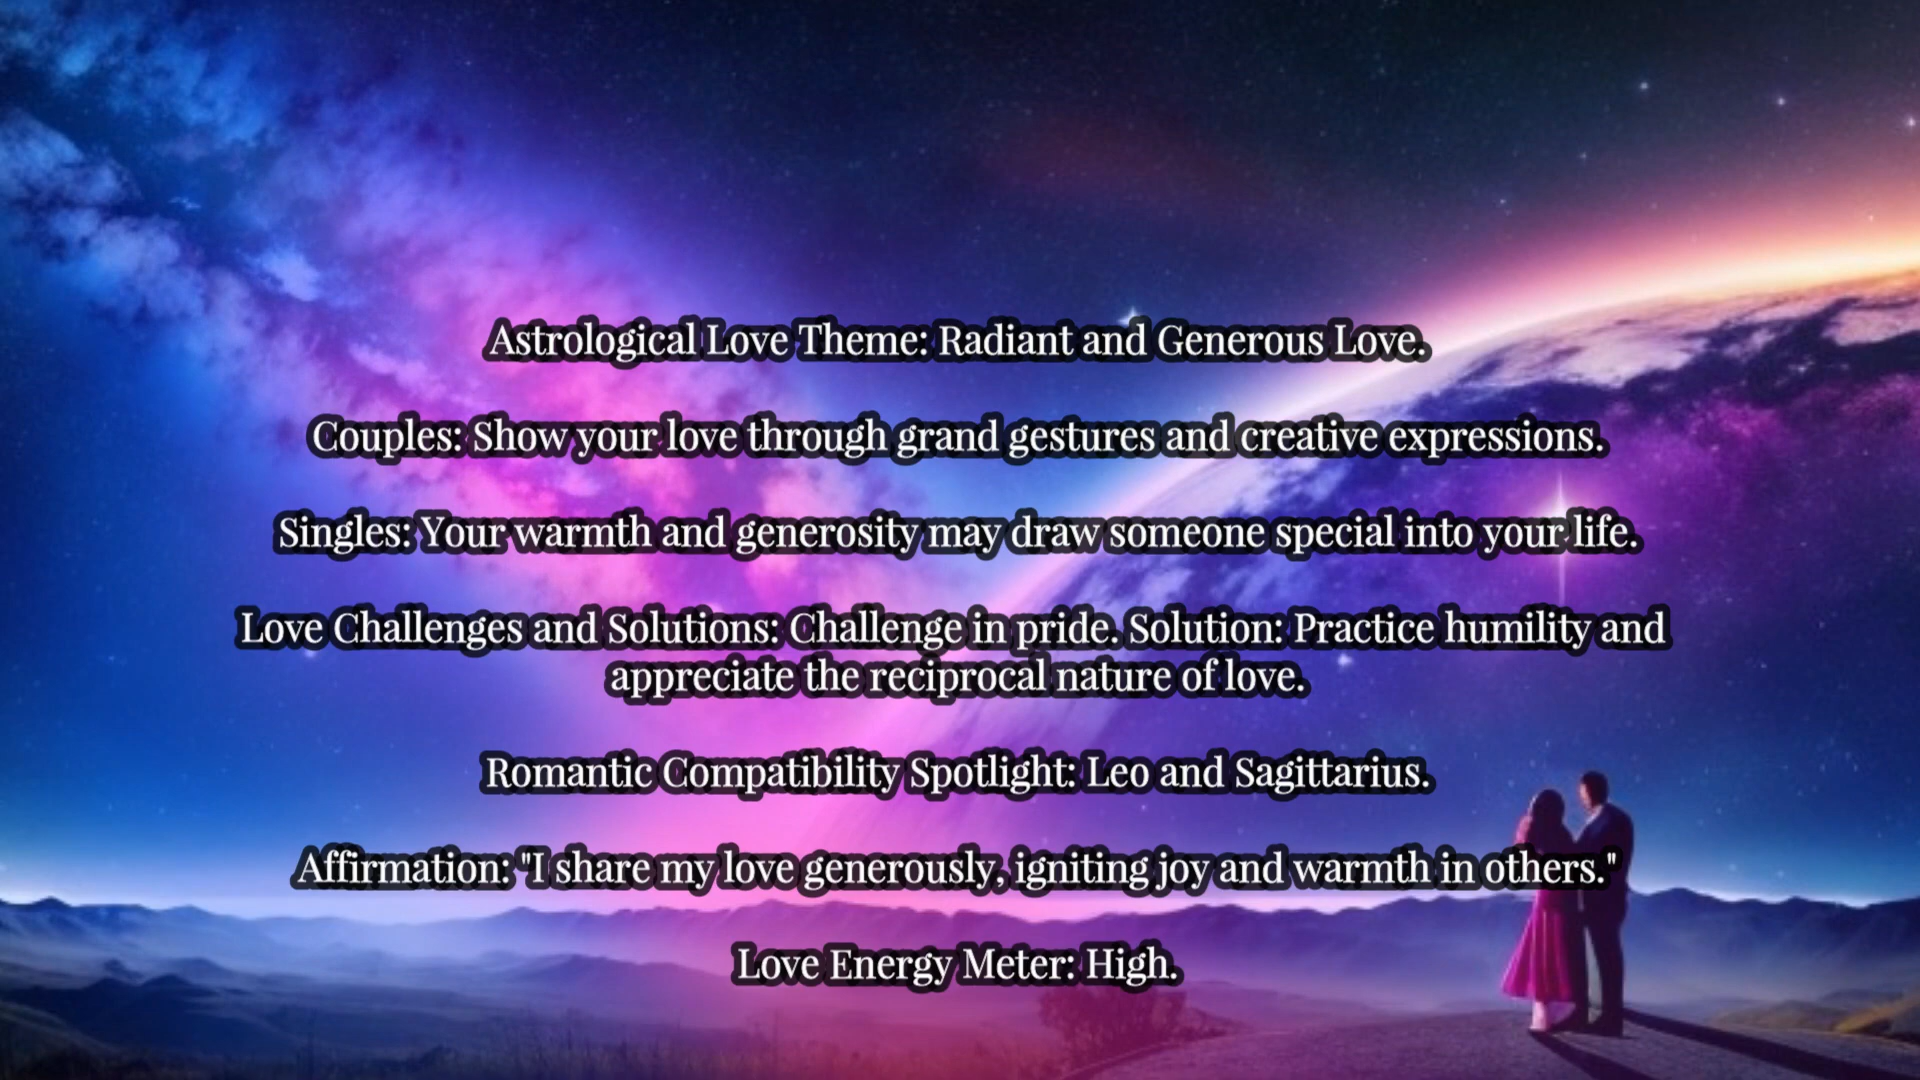 Astrological Love Theme: Radiant and Generous Love.
Couples: Show your love through grand gestures and creative expressions.
Singles: Your warmth and generosity may draw someone special into your life.
Love Challenges and Solutions: Challenge in pride. Solution: Practice humility and
appreciate the reciprocal nature of love.
Romantic Compatibility Spotlight: Leo and Sagittarius.
Affirmation: "I share my love generously, igniting joy and warmth in others."
Love Energy Meter: High.